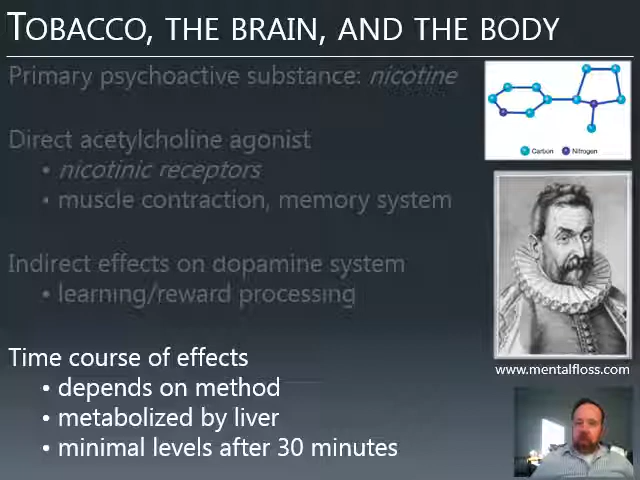 TOBACCO, THE BRAIN, AND THE BODY
Primary psychoactive substance: nicotine
Carbon Nitrogen
Direct acetylcholine agonist
• nicotinic receptors
• muscle contraction, memory system
Indirect effects on dopamine system
• learning/reward processing
Time course of effects
• depends on method
• metabolized by liver
• minimal levels after 30 minutes
www.mentalfloss.com